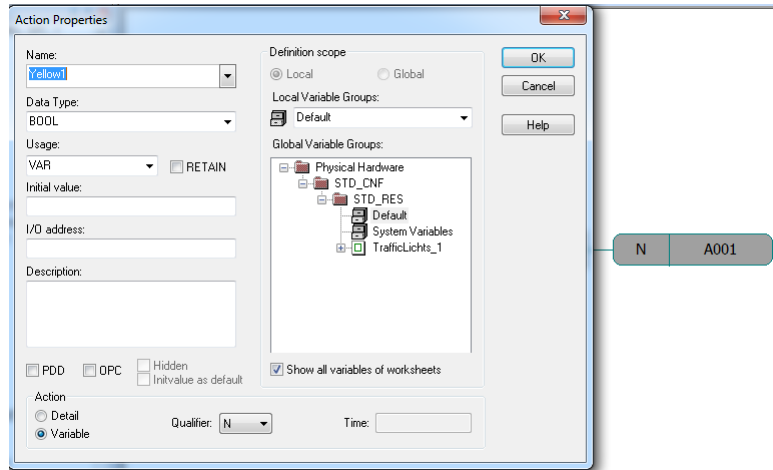 Action Properties
Name:
Yellow1
Data Type:
BOOL
Usage:
VAR
RETAIN
Initial value:
I/O address:
Description:
PDD
OPC
Hidden
Initvalue as default
Definition scope
Local
Global
Local Variable Groups:
Default
Global Variable Groups:
Physical Hardware
STD_CNF
STD_RES
Default
System Variables
TrafficLichts_1
Show all variables of worksheets
Action
Detail
Variable
Qualifier: N
Time:
OK
Cancel
Help
N A001